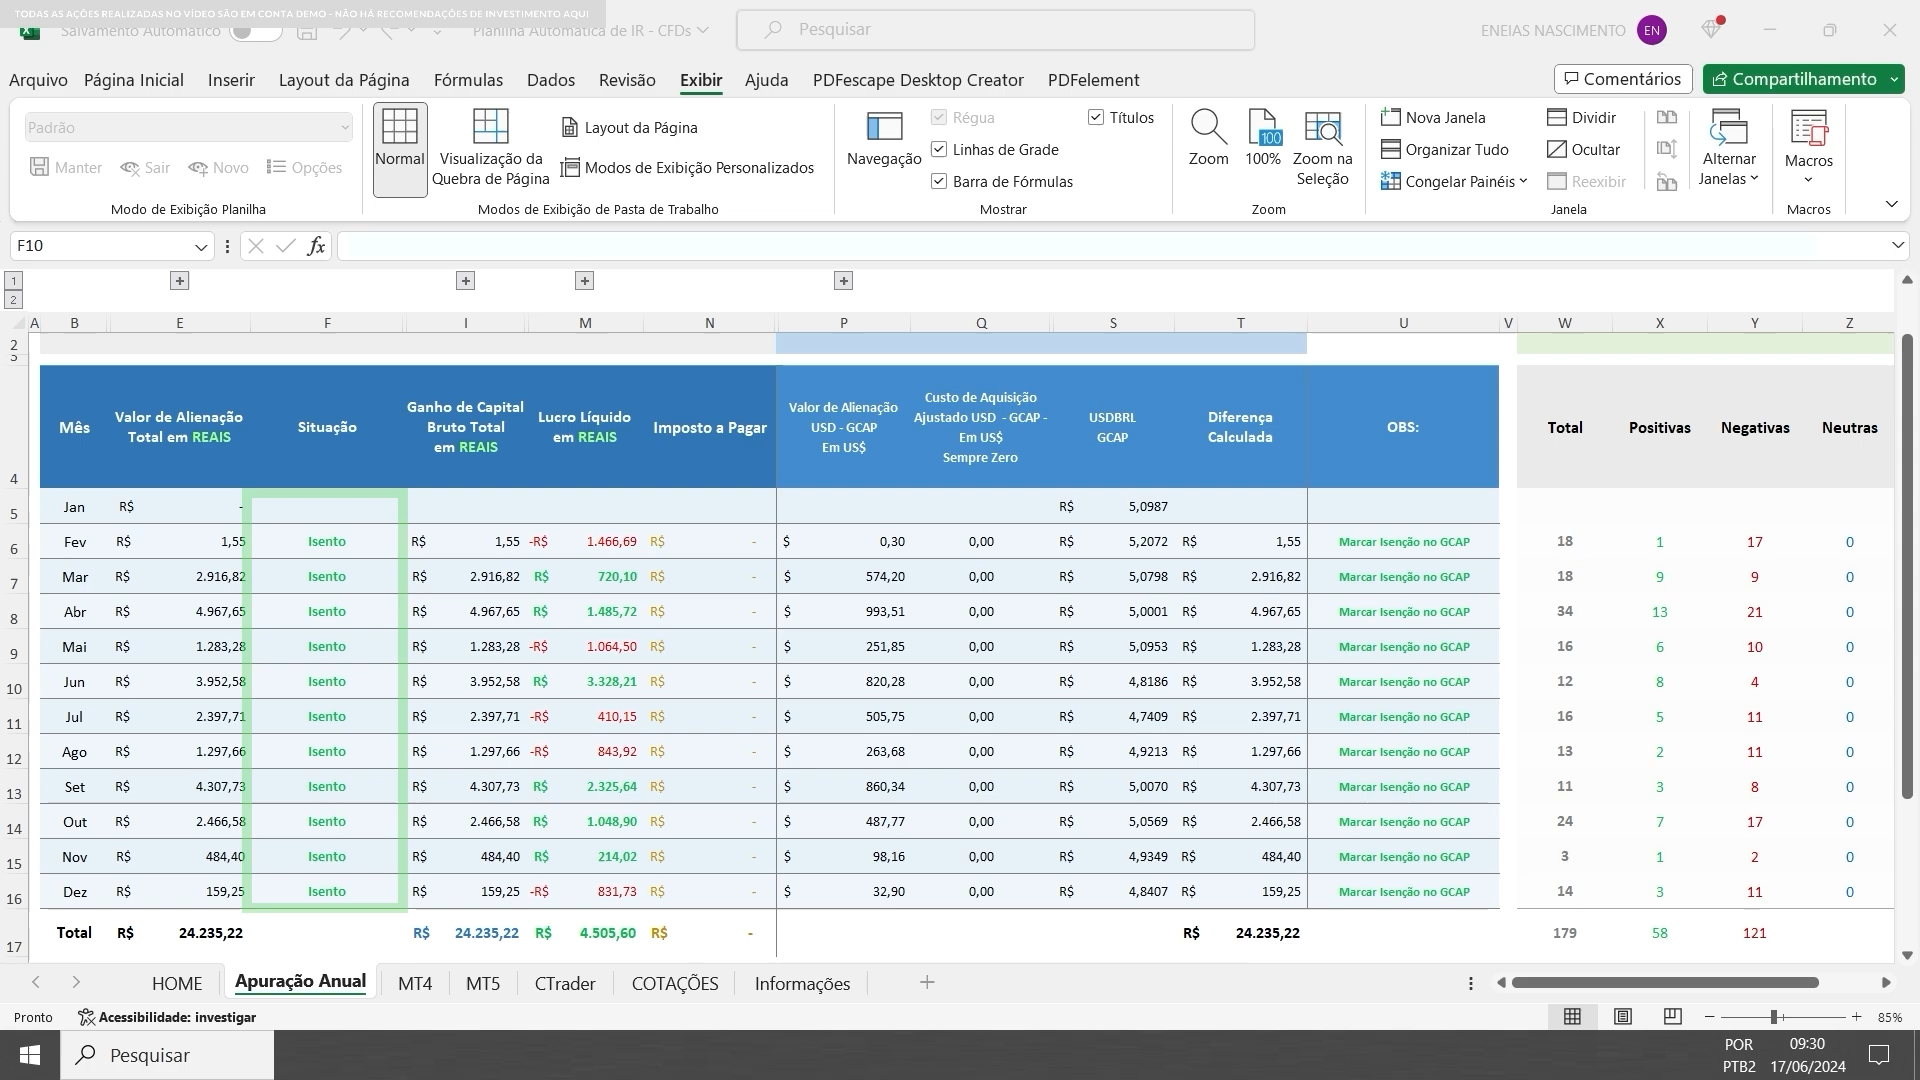 TODAS AS AÇÕES REALIZADAS NO VÍDEO SÃO EM CONTA DEMO - NÃO HÁ RECOMENDAÇÕES DE INVESTIMENTO AQUI
Salvamento Automático Planilha Automática de IR - CFDs Pesquisar ENEIAS NASCIMENTO EN
Arquivo Página Inicial Inserir Layout da Página Fórmulas Dados Revisão Exibir Ajuda PDFescape Desktop Creator PDFelement Comentários Compartilhamento
Padrão
Manter Sair Novo Opções
Modo de Exibição Planilha
Normal
Visualização da
Quebra de Página
Layout da Página
Modos de Exibição Personalizados
Modos de Exibição de Pasta de Trabalho
Navegação
Régua Títulos
Linhas de Grade
Barra de Fórmulas
Mostrar
Zoom
100
100%
Zoom na
Seleção
Zoom
Nova Janela Dividir
Organizar Tudo Ocultar
Congelar Painéis Reexibir
Alternar
Janelas
Janela
Macros
Macros
F10 fx
1
2
A B E F I M N P Q S T U V W X Y Z
2
3
4
Mês
Valor de Alienação
Total em REAIS
Situação
Ganho de Capital
Bruto Total
em REAIS
Lucro Líquido
em REAIS
Imposto a Pagar
Valor de Alienação
USD - GCAP
Em US$
Custo de Aquisição
Ajustado USD - GCAP -
Em US$
Sempre Zero
USDBRL
GCAP
Diferença
Calculada
OBS:
Total Positivas Negativas Neutras
5 Jan R$ - R$ 5,0987
6 Fev R$ 1,55 Isento R$ 1,55 -R$ 1.466,69 R$ - $ 0,30 0,00 R$ 5,2072 R$ 1,55 Marcar Isenção no GCAP 18 1 17 0
7 Mar R$ 2.916,82 Isento R$ 2.916,82 R$ 720,10 R$ - $ 574,20 0,00 R$ 5,0798 R$ 2.916,82 Marcar Isenção no GCAP 18 9 9 0
8 Abr R$ 4.967,65 Isento R$ 4.967,65 R$ 1.485,72 R$ - $ 993,51 0,00 R$ 5,0001 R$ 4.967,65 Marcar Isenção no GCAP 34 13 21 0
9 Mai R$ 1.283,28 Isento R$ 1.283,28 -R$ 1.064,50 R$ - $ 251,85 0,00 R$ 5,0953 R$ 1.283,28 Marcar Isenção no GCAP 16 6 10 0
10 Jun R$ 3.952,58 Isento R$ 3.952,58 R$ 3.328,21 R$ - $ 820,28 0,00 R$ 4,8186 R$ 3.952,58 Marcar Isenção no GCAP 12 8 4 0
11 Jul R$ 2.397,71 Isento R$ 2.397,71 -R$ 410,15 R$ - $ 505,75 0,00 R$ 4,7409 R$ 2.397,71 Marcar Isenção no GCAP 16 5 11 0
12 Ago R$ 1.297,66 Isento R$ 1.297,66 -R$ 843,92 R$ - $ 263,68 0,00 R$ 4,9213 R$ 1.297,66 Marcar Isenção no GCAP 13 2 11 0
13 Set R$ 4.307,73 Isento R$ 4.307,73 R$ 2.325,64 R$ - $ 860,34 0,00 R$ 5,0070 R$ 4.307,73 Marcar Isenção no GCAP 11 3 8 0
14 Out R$ 2.466,58 Isento R$ 2.466,58 R$ 1.048,90 R$ - $ 487,77 0,00 R$ 5,0569 R$ 2.466,58 Marcar Isenção no GCAP 24 7 17 0
15 Nov R$ 484,40 Isento R$ 484,40 R$ 214,02 R$ - $ 98,16 0,00 R$ 4,9349 R$ 484,40 Marcar Isenção no GCAP 3 1 2 0
16 Dez R$ 159,25 Isento R$ 159,25 -R$ 831,73 R$ - $ 32,90 0,00 R$ 4,8407 R$ 159,25 Marcar Isenção no GCAP 14 3 11 0
17 Total R$ 24.235,22 R$ 24.235,22 R$ 4.505,60 R$ - R$ 24.235,22 179 58 121
HOME Apuração Anual MT4 MT5 CTrader COTAÇÕES Informações
Pronto Acessibilidade: investigar 85%
Pesquisar
POR 09:30
PTB2 17/06/2024